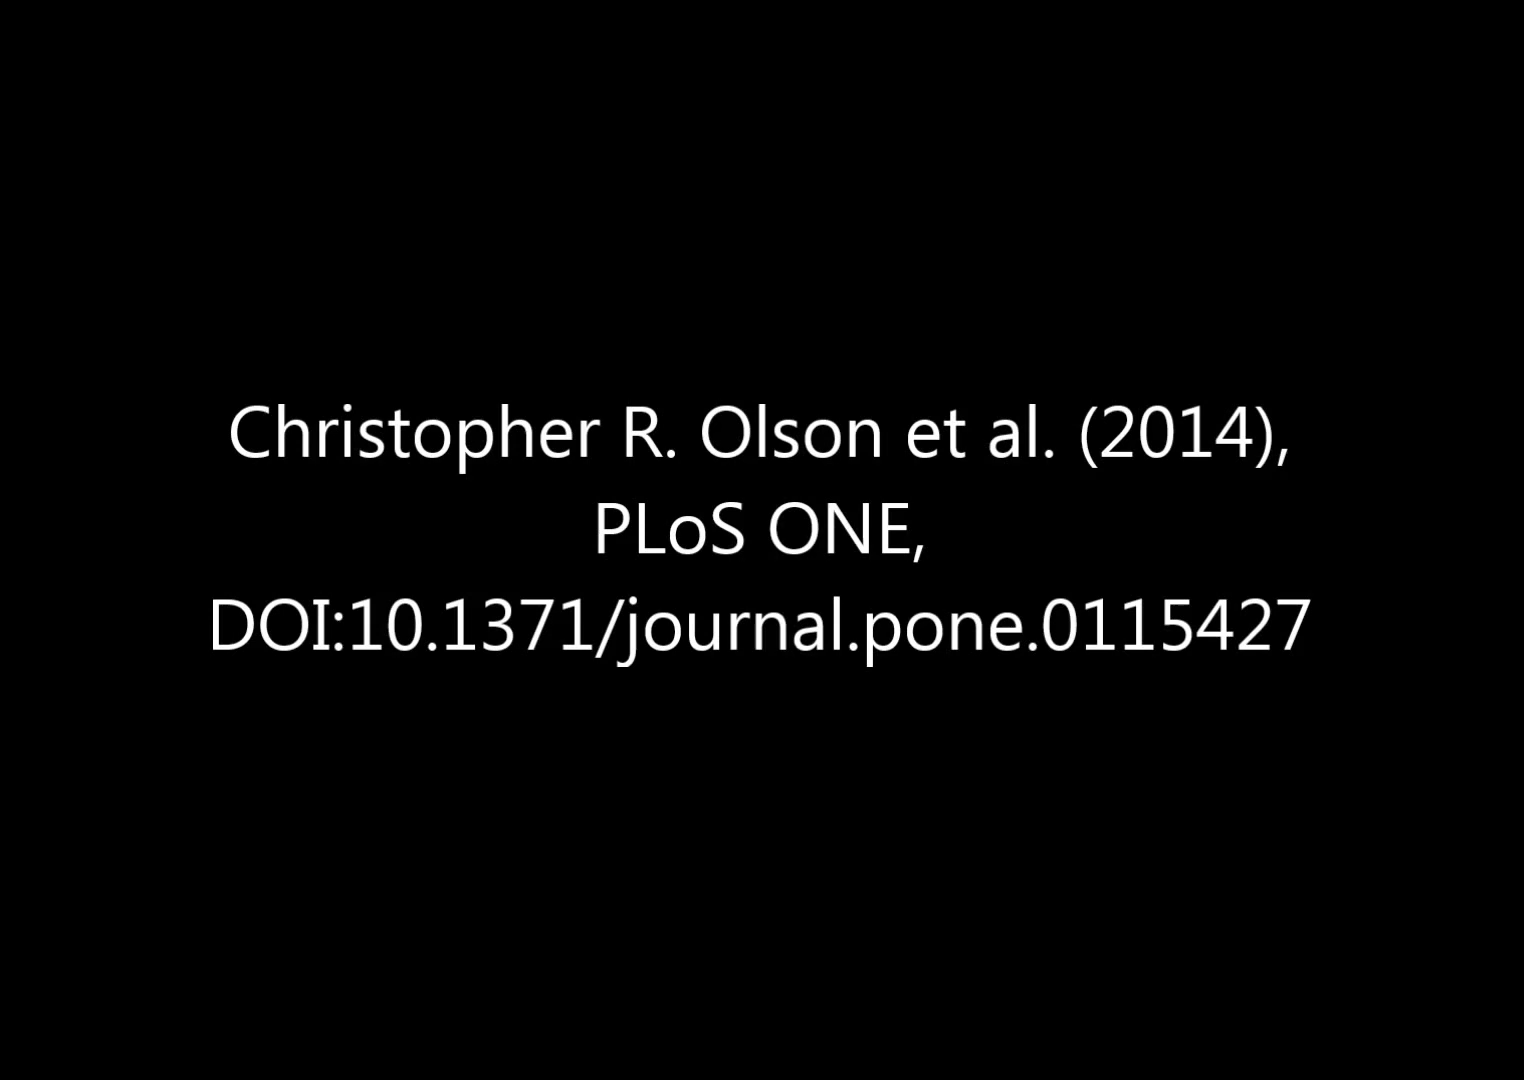 Christopher R. Olson et al. (2014),
PLoS ONE,
DOI:10.1371/journal.pone.0115427